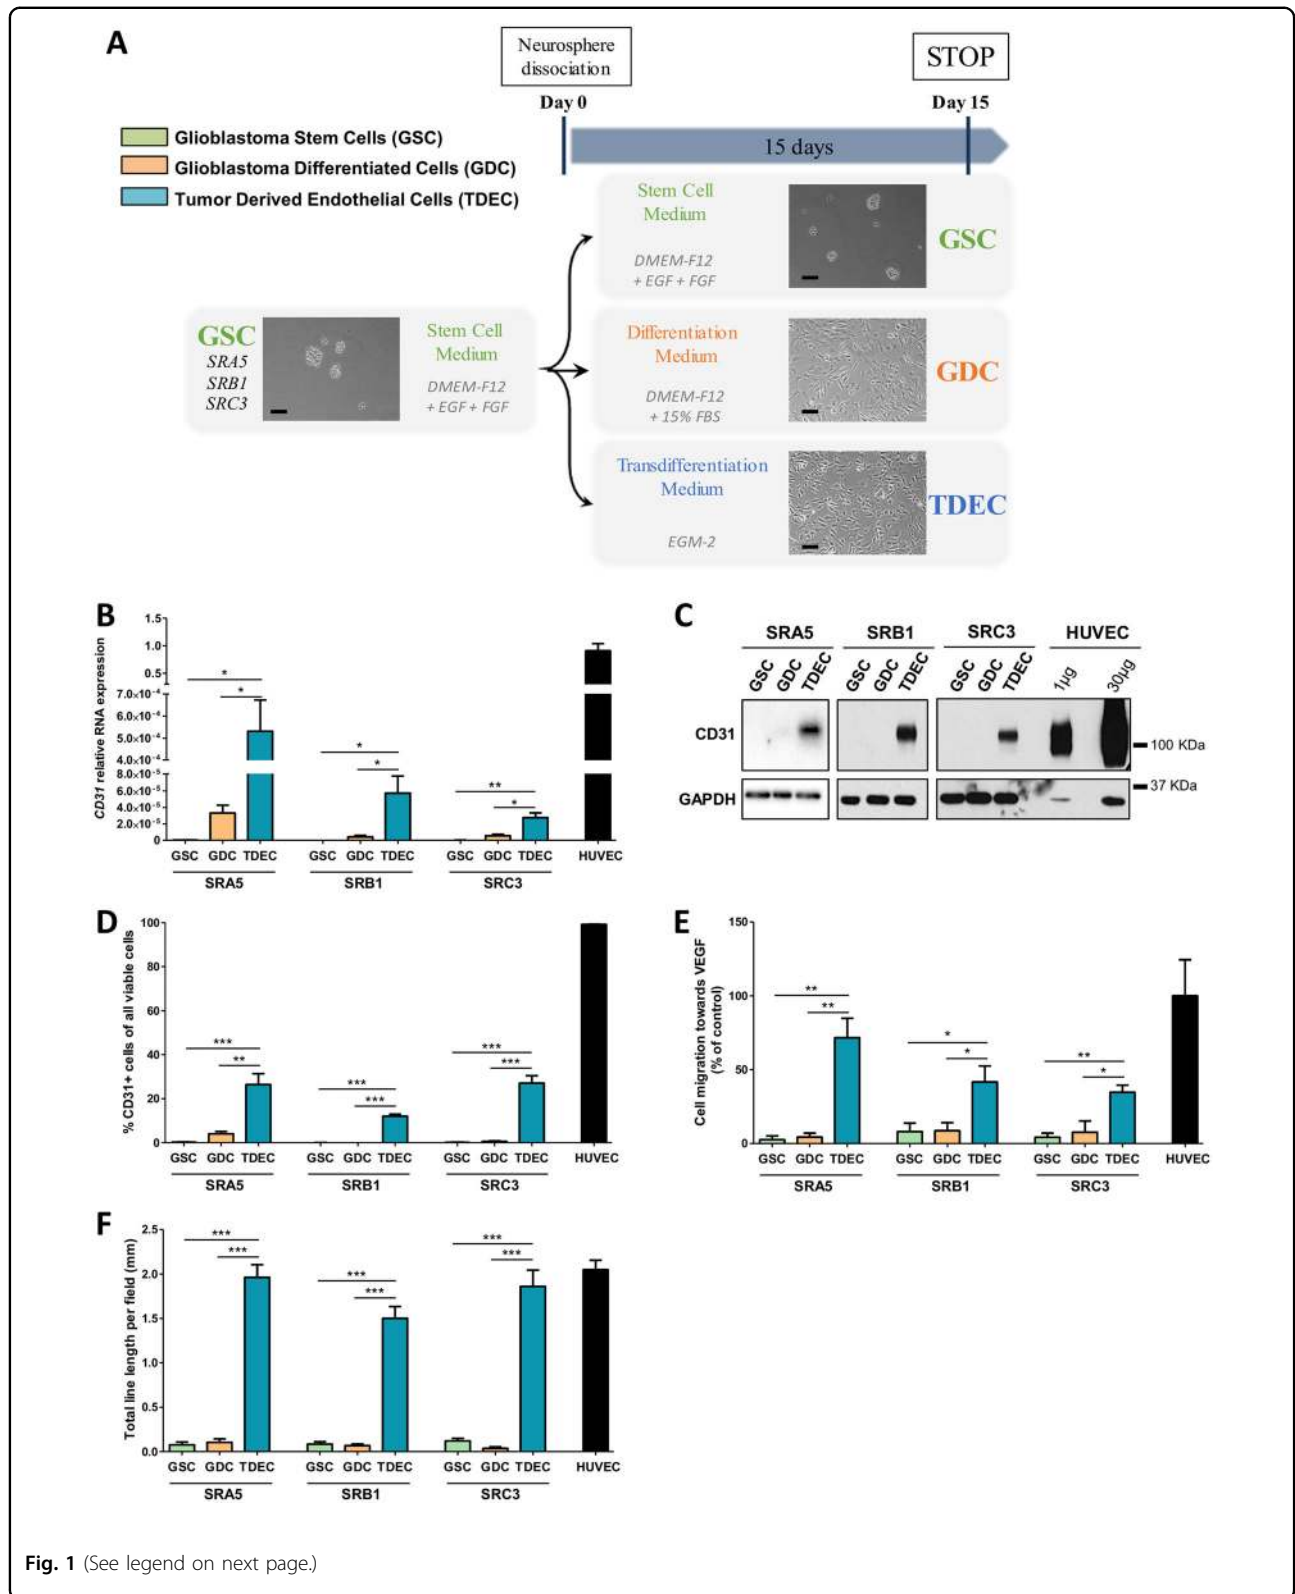 A
Neurosphere
dissociation
STOP
Day 0
Day 15
15 days
Glioblastoma Stem Cells (GSC)
Glioblastoma Differentiated Cells (GDC)
Tumor Derived Endothelial Cells (TDEC)
GSC
SRA5
SRB1
SRC3
Stem Cell
Medium
DMEM-F12
+ EGF + FGF
Stem Cell
Medium
DMEM-F12
+ EGF + FGF
GSC
Differentiation
Medium
DMEM-F12
+ 15% FBS
GDC
Transdifferentiation
Medium
EGM-2
TDEC
B
CD31 relative RNA expression
1.5
1.0
0.5
7.0×10⁻⁴
6.0×10⁻⁴
5.0×10⁻⁴
4.0×10⁻⁴
8.0×10⁻⁵
6.0×10⁻⁵
4.0×10⁻⁵
2.0×10⁻⁵
0
* * * * ** *
GSC GDC TDEC GSC GDC TDEC GSC GDC TDEC HUVEC
SRA5 SRB1 SRC3
C
SRA5 SRB1 SRC3 HUVEC
GSC GDC TDEC GSC GDC TDEC GSC GDC TDEC 1µg 30µg
CD31
100 KDa
GAPDH
37 KDa
D
% CD31+ cells of all viable cells
100
80
60
40
20
0
*** ** *** *** *** ***
GSC GDC TDEC GSC GDC TDEC GSC GDC TDEC HUVEC
SRA5 SRB1 SRC3
E
Cell migration towards VEGF
(% of control)
150
100
50
0
** ** * * ** *
GSC GDC TDEC GSC GDC TDEC GSC GDC TDEC HUVEC
SRA5 SRB1 SRC3
F
Total line length per field (mm)
2.5
2.0
1.5
1.0
0.5
0.0
*** *** *** *** *** ***
GSC GDC TDEC GSC GDC TDEC GSC GDC TDEC HUVEC
SRA5 SRB1 SRC3
Fig. 1 (See legend on next page.)